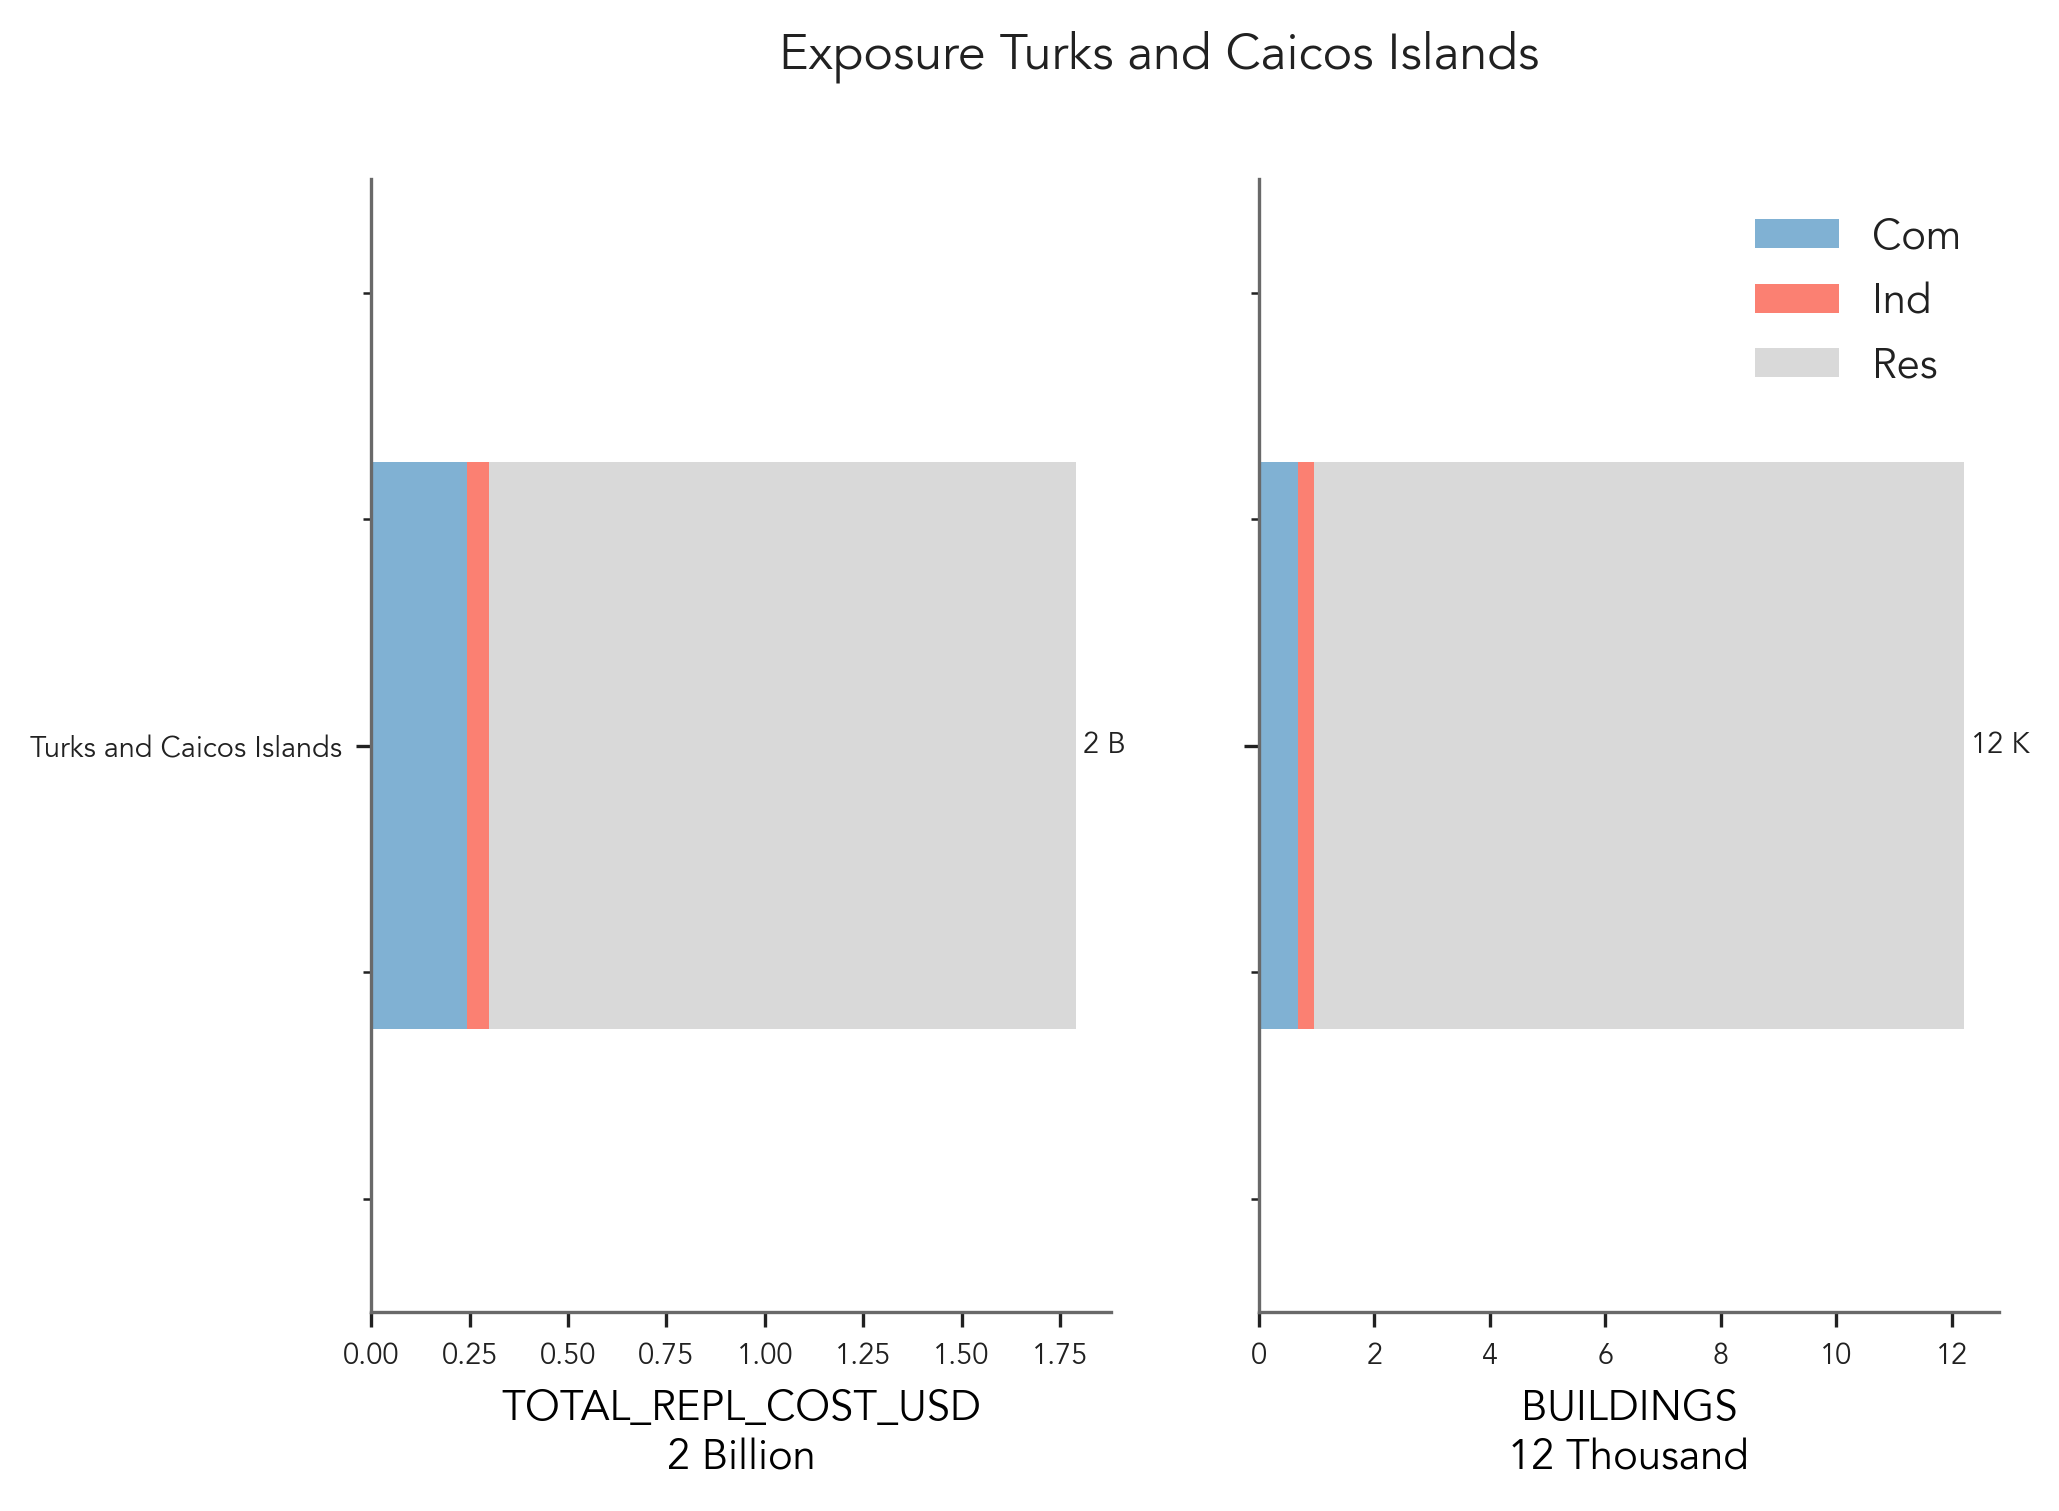 Exposure Turks and Caicos Islands
Com
Ind
Res
Turks and Caicos Islands
2 B
12 K
0.00 0.25 0.50 0.75 1.00 1.25 1.50 1.75
TOTAL_REPL_COST_USD
2 Billion
0 2 4 6 8 10 12
BUILDINGS
12 Thousand